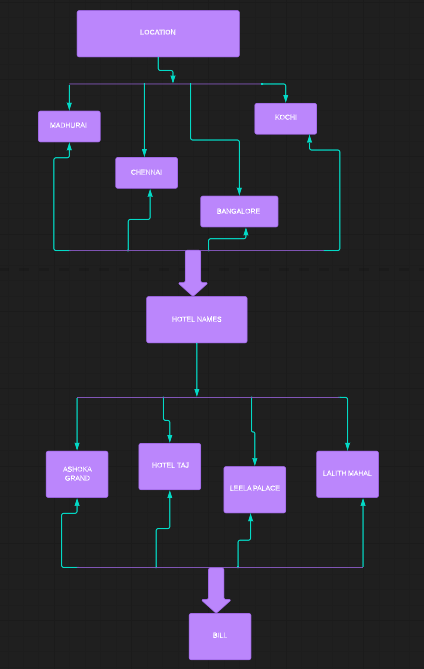 LOCATION
MADHURAI
KOCHI
CHENNAI
BANGALORE
HOTEL NAMES
ASHOKA
GRAND
HOTEL TAJ
LEELA PALACE
LALITH MAHAL
BILL